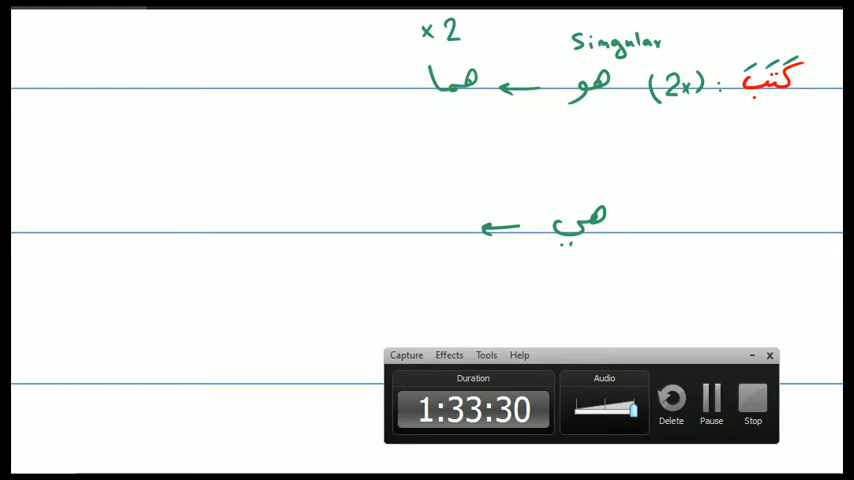 Singular x 2
كَتَبَ : (2x) هو ← هما
هي ←
Capture Effects Tools Help
Duration Audio
1:33:30
Delete Pause Stop